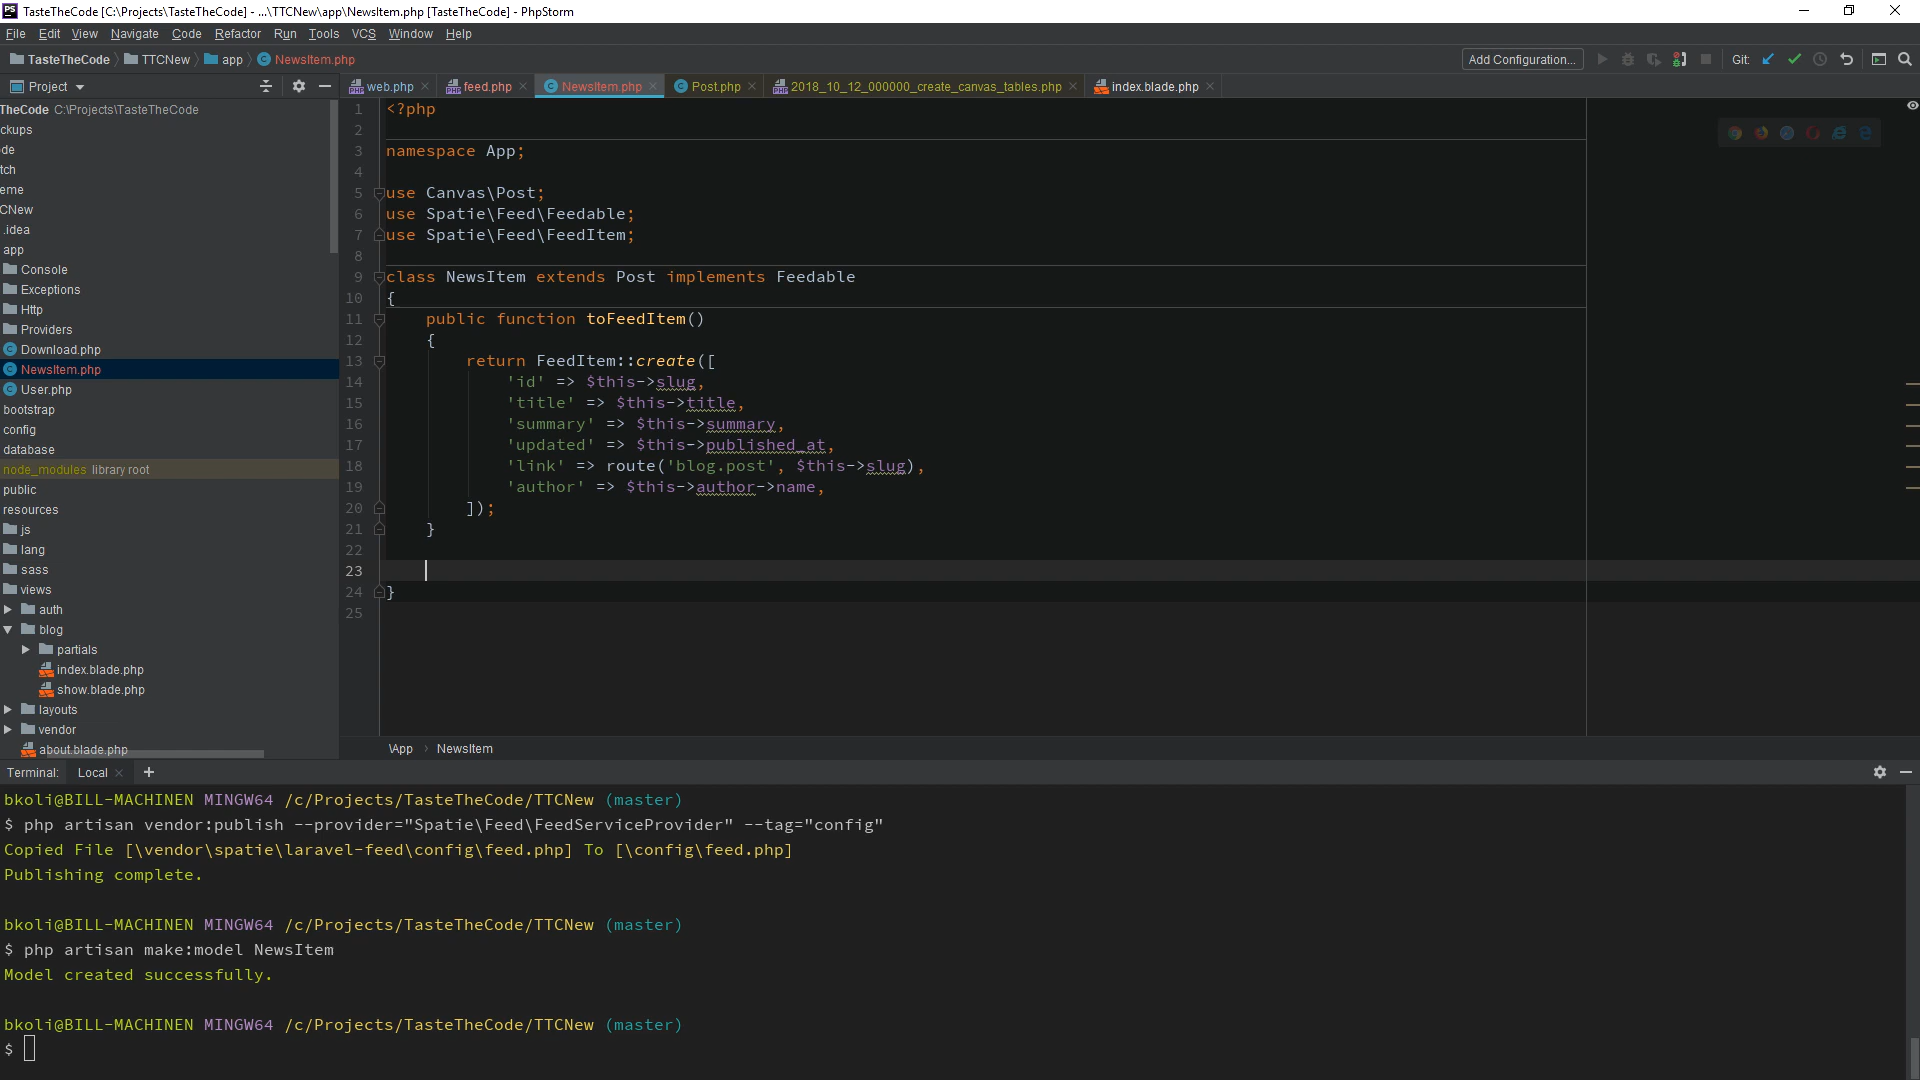 TasteTheCode [C:\Projects\TasteTheCode] - ...\TTCNew\app\NewsItem.php [TasteTheCode] - PhpStorm
File Edit View Navigate Code Refactor Run Tools VCS Window Help
TasteTheCode TTCNew app NewsItem.php
Add Configuration... Git:
Project
web.php feed.php NewsItem.php Post.php 2018_10_12_000000_create_canvas_tables.php index.blade.php
TheCode C:\Projects\TasteTheCode
ckups
de
tch
eme
CNew
.idea
app
Console
Exceptions
Http
Providers
Download.php
NewsItem.php
User.php
bootstrap
config
database
node_modules library root
public
resources
js
lang
sass
views
auth
blog
partials
index.blade.php
show.blade.php
layouts
vendor
about.blade.php
1 <?php
2
3 namespace App;
4
5 use Canvas\Post;
6 use Spatie\Feed\Feedable;
7 use Spatie\Feed\FeedItem;
8
9 class NewsItem extends Post implements Feedable
10 {
11 public function toFeedItem()
12 {
13 return FeedItem::create([
14 'id' => $this->slug,
15 'title' => $this->title,
16 'summary' => $this->summary,
17 'updated' => $this->published_at,
18 'link' => route('blog.post', $this->slug),
19 'author' => $this->author->name,
20 ]);
21 }
22
23
24 }
25
\App › NewsItem
Terminal: Local +
bkoli@BILL-MACHINEN MINGW64 /c/Projects/TasteTheCode/TTCNew (master)
$ php artisan vendor:publish --provider="Spatie\Feed\FeedServiceProvider" --tag="config"
Copied File [\vendor\spatie\laravel-feed\config\feed.php] To [\config\feed.php]
Publishing complete.
bkoli@BILL-MACHINEN MINGW64 /c/Projects/TasteTheCode/TTCNew (master)
$ php artisan make:model NewsItem
Model created successfully.
bkoli@BILL-MACHINEN MINGW64 /c/Projects/TasteTheCode/TTCNew (master)
$